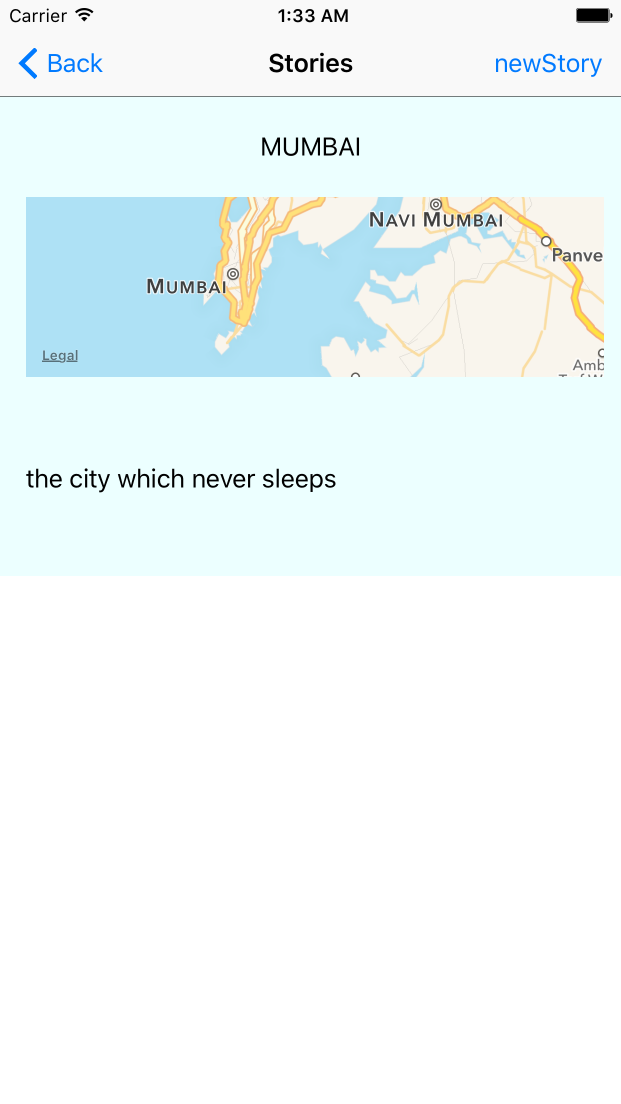 Carrier 1:33 AM
Back Stories newStory
MUMBAI
NAVI MUMBAI
Panve
MUMBAI
Legal
Amb
the city which never sleeps